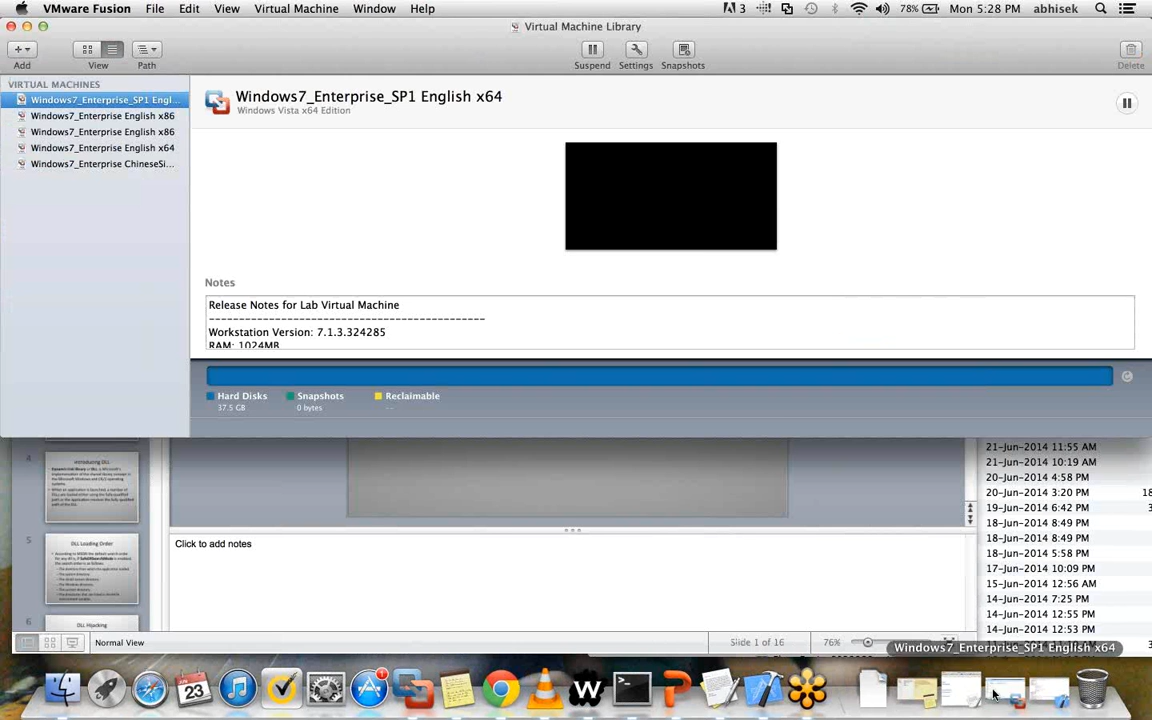 VMware Fusion File Edit View Virtual Machine Window Help 3 78% Mon 5:28 PM abhisek
Virtual Machine Library
Add View Path Suspend Settings Snapshots Delete
VIRTUAL MACHINES
Windows7_Enterprise_SP1 Engl...
Windows7_Enterprise English x86
Windows7_Enterprise English x86
Windows7_Enterprise English x64
Windows7_Enterprise ChineseSi...
Windows7_Enterprise_SP1 English x64
Windows Vista x64 Edition
Notes
Release Notes for Lab Virtual Machine
---------------------------------------------
Workstation Version: 7.1.3.324285
RAM: 1024MB
Hard Disks Snapshots Reclaimable
37.5 GB 0 bytes --
4
Introducing DLL
5
DLL Loading Order
6
DLL Hijacking
Click to add notes
21-Jun-2014 11:55 AM
21-Jun-2014 10:19 AM
20-Jun-2014 4:58 PM
20-Jun-2014 3:20 PM 18
19-Jun-2014 6:42 PM
18-Jun-2014 8:49 PM
18-Jun-2014 8:49 PM
18-Jun-2014 5:58 PM
17-Jun-2014 10:09 PM
15-Jun-2014 12:56 AM
14-Jun-2014 7:25 PM
14-Jun-2014 12:55 PM
14-Jun-2014 12:53 PM
Normal View Slide 1 of 16 76%
Windows7_Enterprise_SP1 English x64
JUN
23
1
W